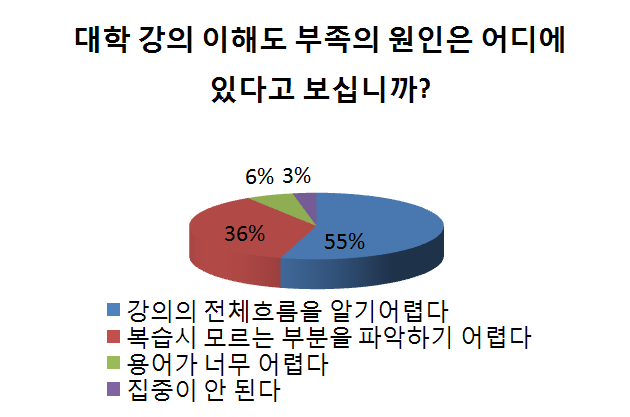 대학 강의 이해도 부족의 원인은 어디에
있다고 보십니까?
6% 3%
36%
55%
강의의 전체흐름을 알기어렵다
복습시 모르는 부분을 파악하기 어렵다
용어가 너무 어렵다
집중이 안 된다